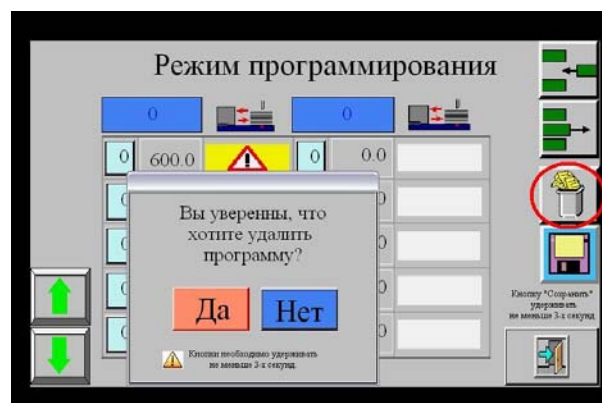 Режим программирования
0 0
0 600.0 0 0.0
Вы уверенны, что
хотите удалить
программу?
Да Нет
Кнопки необходимо удерживать
не меньше 3-х секунд.
Кнопку "Сохранить"
удерживать
не меньше 3-х секунд